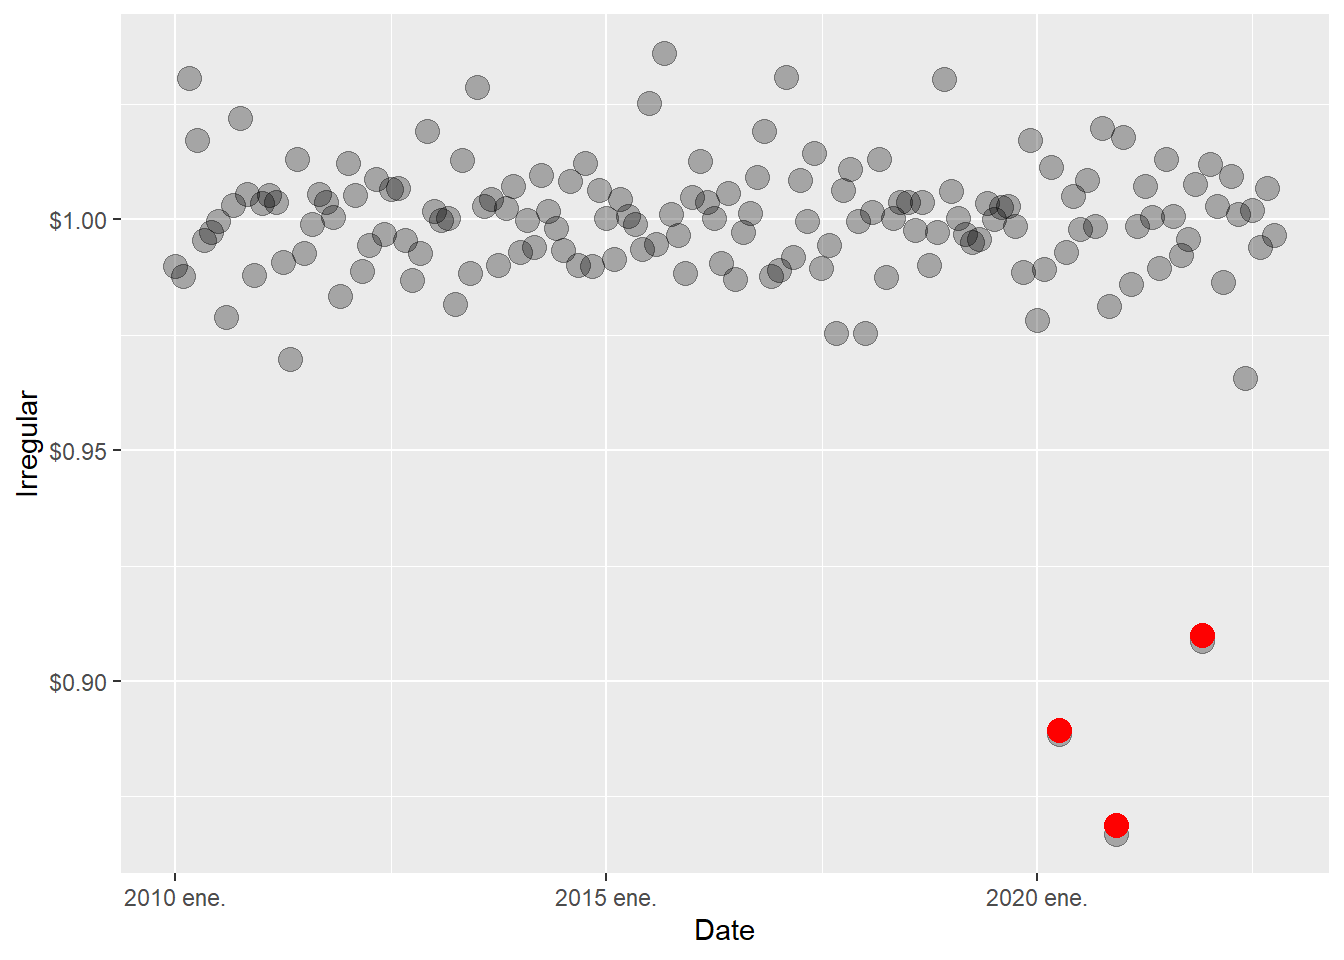 Irregular
$1.00
$0.95
$0.90
2010 ene.
2015 ene.
2020 ene.
Date